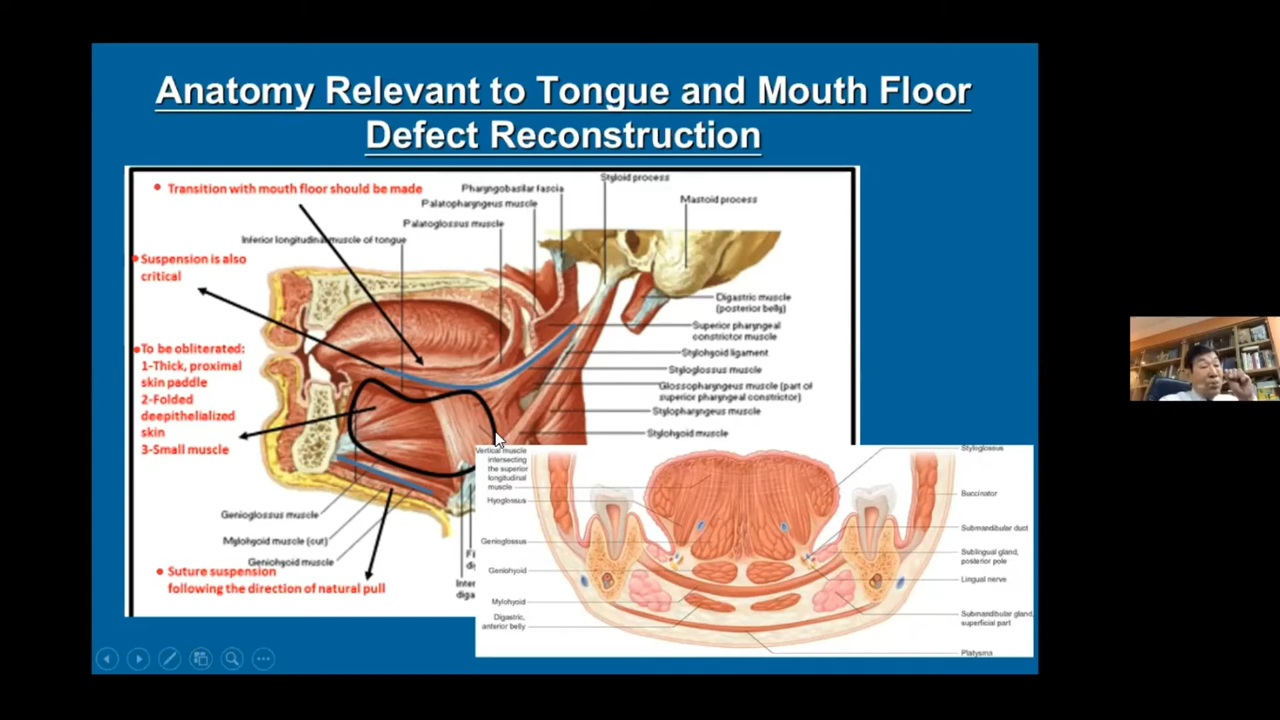 Anatomy Relevant to Tongue and Mouth Floor
Defect Reconstruction
• Transition with mouth floor should be made
• Suspension is also
critical
• To be obliterated:
1-Thick, proximal
skin paddle
2-Folded
deepithelialized
skin
3-Small muscle
• Suture suspension
following the direction of natural pull
Styloid process
Pharyngobasilar fascia
Palatopharyngeus muscle
Palatoglossus muscle
Inferior longitudinal muscle of tongue
Mastoid process
Digastric muscle
(posterior belly)
Superior pharyngeal
constrictor muscle
Stylohyoid ligament
Styloglossus muscle
Glossopharyngeus muscle (part of
superior pharyngeal constrictor)
Stylopharyngeus muscle
Stylohyoid muscle
Genioglossus muscle
Mylohyoid muscle (cut)
Geniohyoid muscle
Vertical muscle
intersecting
the superior
longitudinal
muscle
Hyoglossus
Genioglossus
Geniohyoid
Mylohyoid
Digastric,
anterior belly
Styloglossus
Buccinator
Submandibular duct
Sublingual gland,
posterior pole
Lingual nerve
Submandibular gland,
superficial part
Platysma